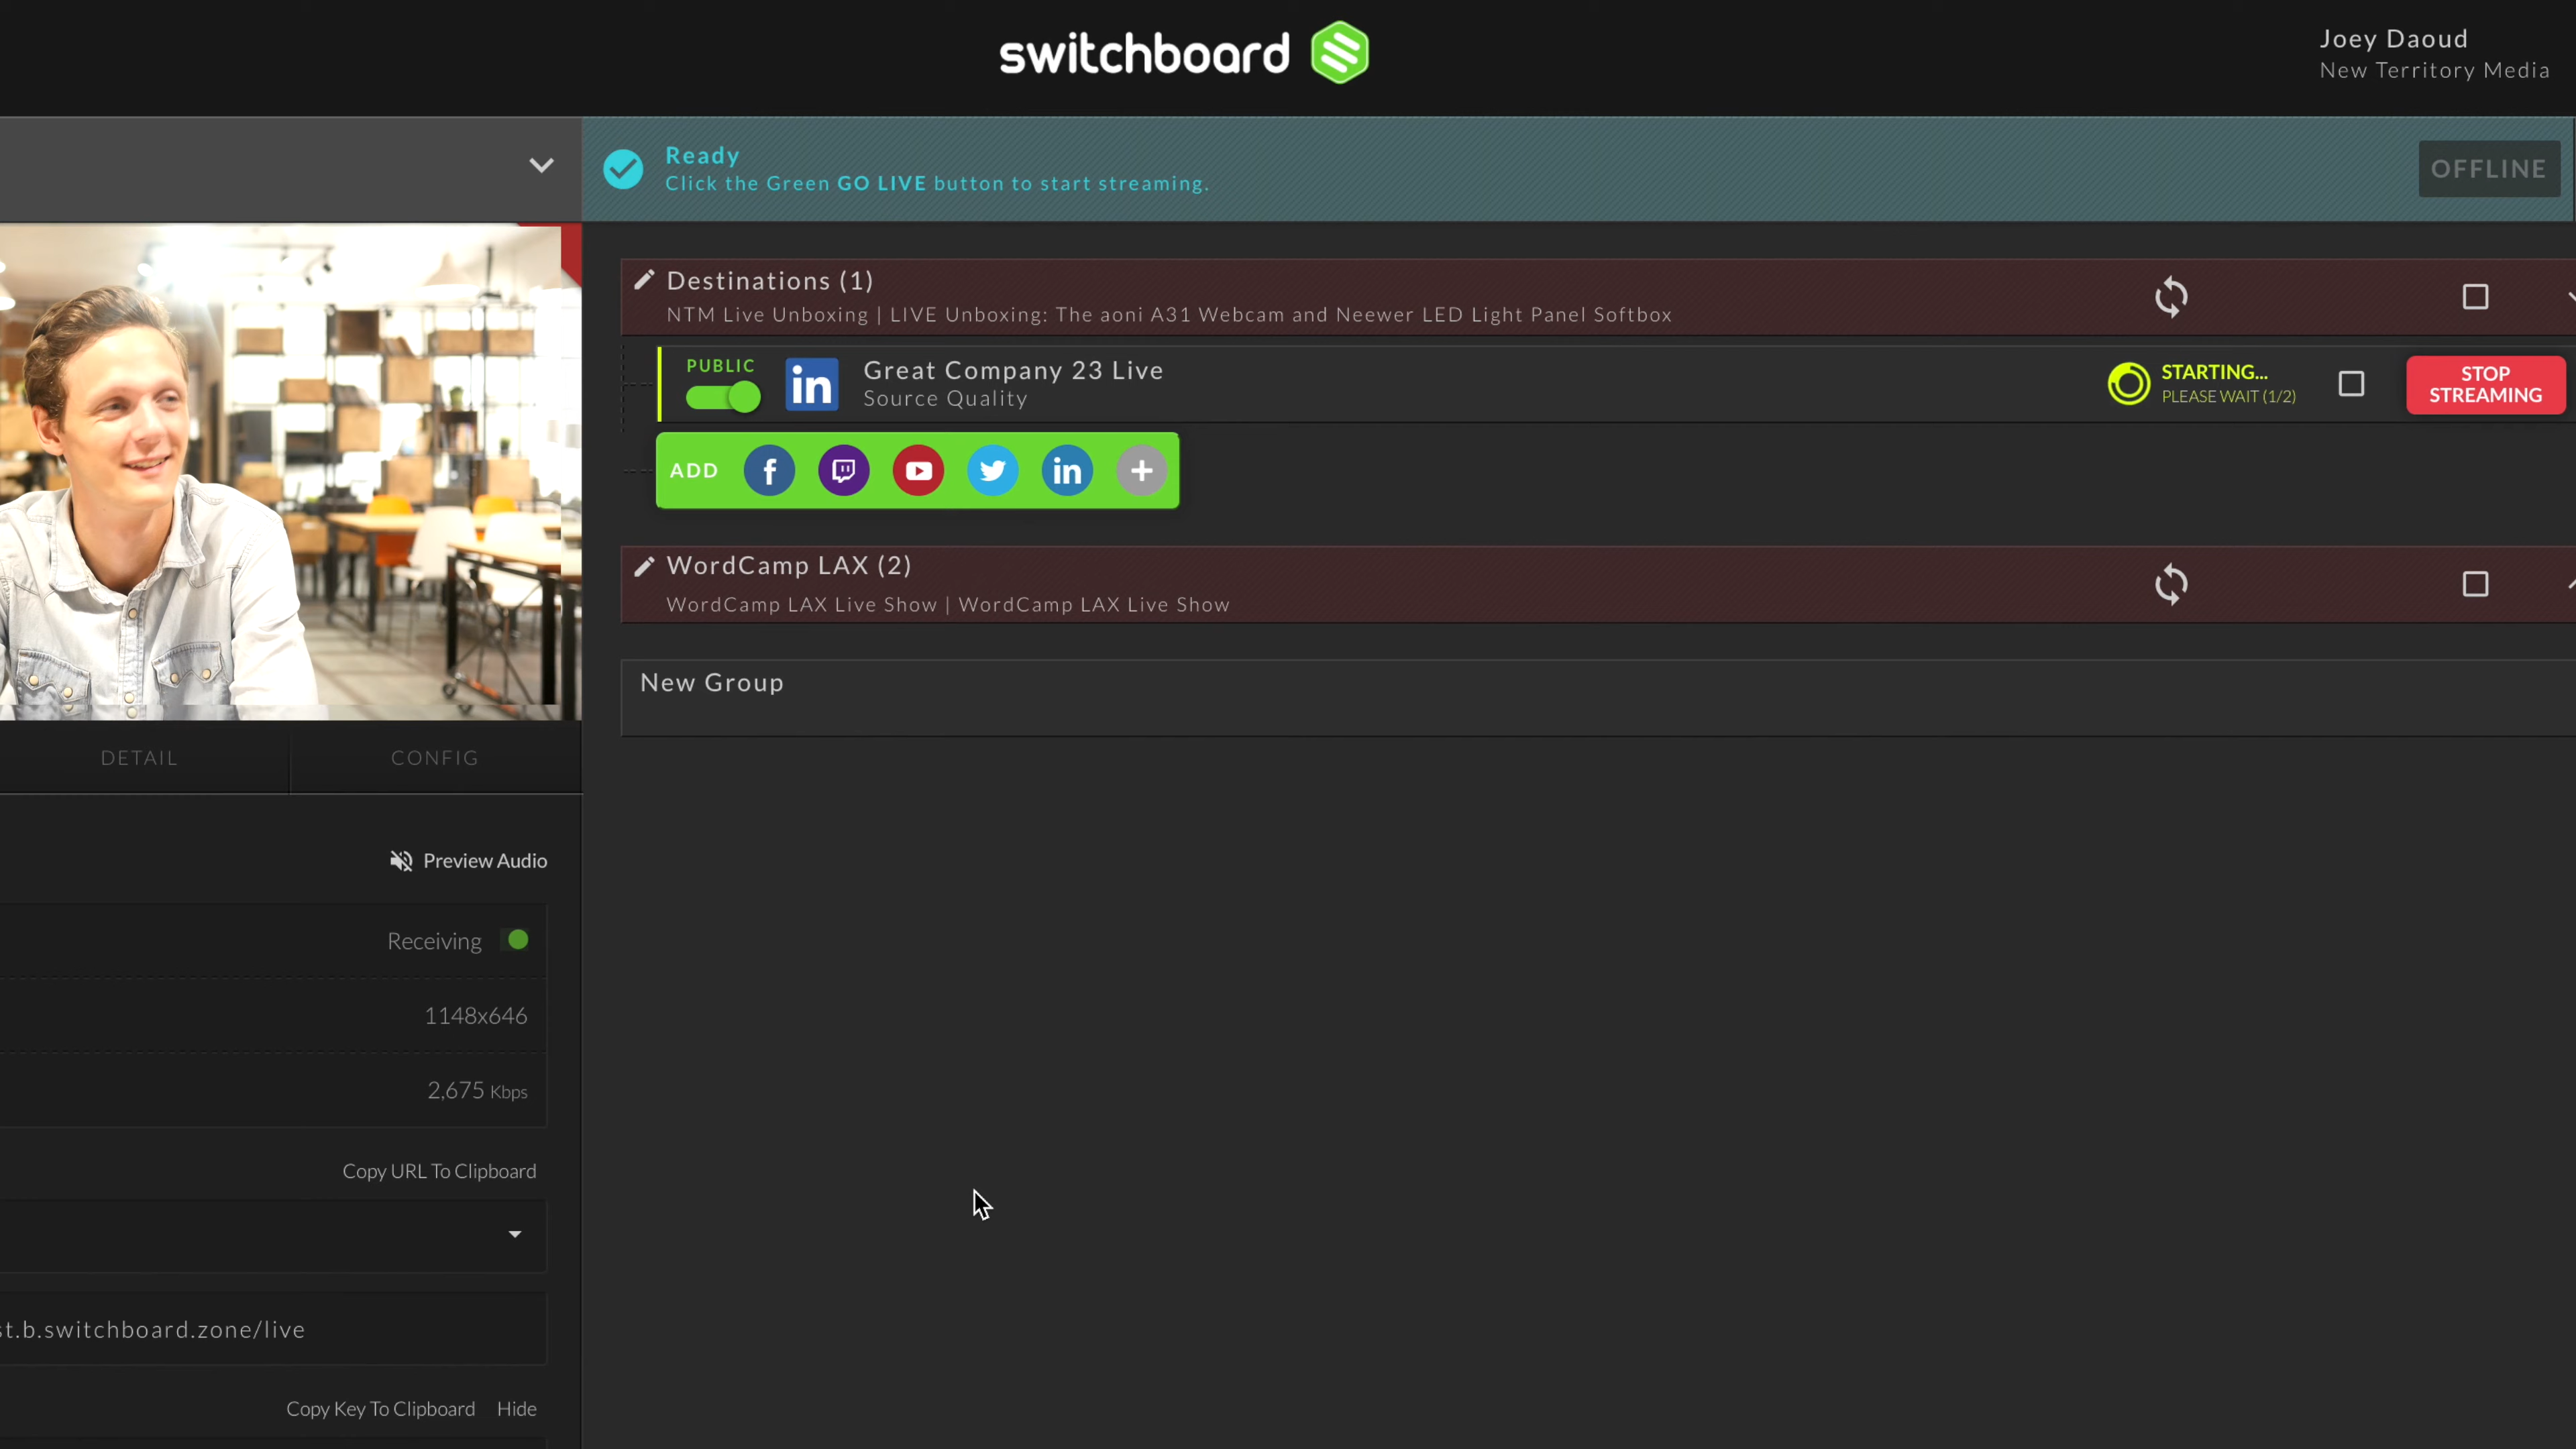 switchboard
Joey Daoud
New Territory Media
Ready
Click the Green GO LIVE button to start streaming.
OFFLINE
Destinations (1)
NTM Live Unboxing | LIVE Unboxing: The aoni A31 Webcam and Neewer LED Light Panel Softbox
PUBLIC
in
Great Company 23 Live
Source Quality
STARTING...
PLEASE WAIT (1/2)
STOP
STREAMING
ADD
f
in
WordCamp LAX (2)
WordCamp LAX Live Show | WordCamp LAX Live Show
New Group
DETAIL
CONFIG
Preview Audio
Receiving
1148x646
2,675 Kbps
Copy URL To Clipboard
st.b.switchboard.zone/live
Copy Key To Clipboard Hide